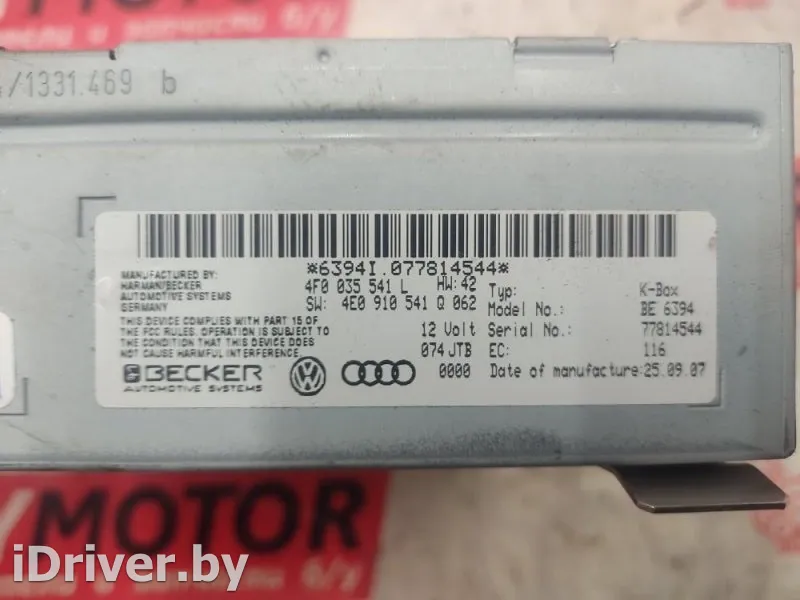 /1331.469 b
*6394I.077814544*
MANUFACTURED BY:
HARMAN/BECKER
AUTOMOTIVE SYSTEMS
GERMANY
4F0 035 541 L HW:42
SW: 4E0 910 541 Q 062
THIS DEVICE COMPLIES WITH PART 15 OF
THE FCC RULES. OPERATION IS SUBJECT TO
THE CONDITION THAT THIS DEVICE DOES
NOT CAUSE HARMFUL INTERFERENCE.
12 Volt
074 JTB
0000
Typ: K-Box
Model No.: BE 6394
Serial No.: 77814544
EC: 116
Date of manufacture:25.09.07
BECKER
AUTOMOTIVE SYSTEMS
MOTOR
MOTOR
б/у
iDriver.by